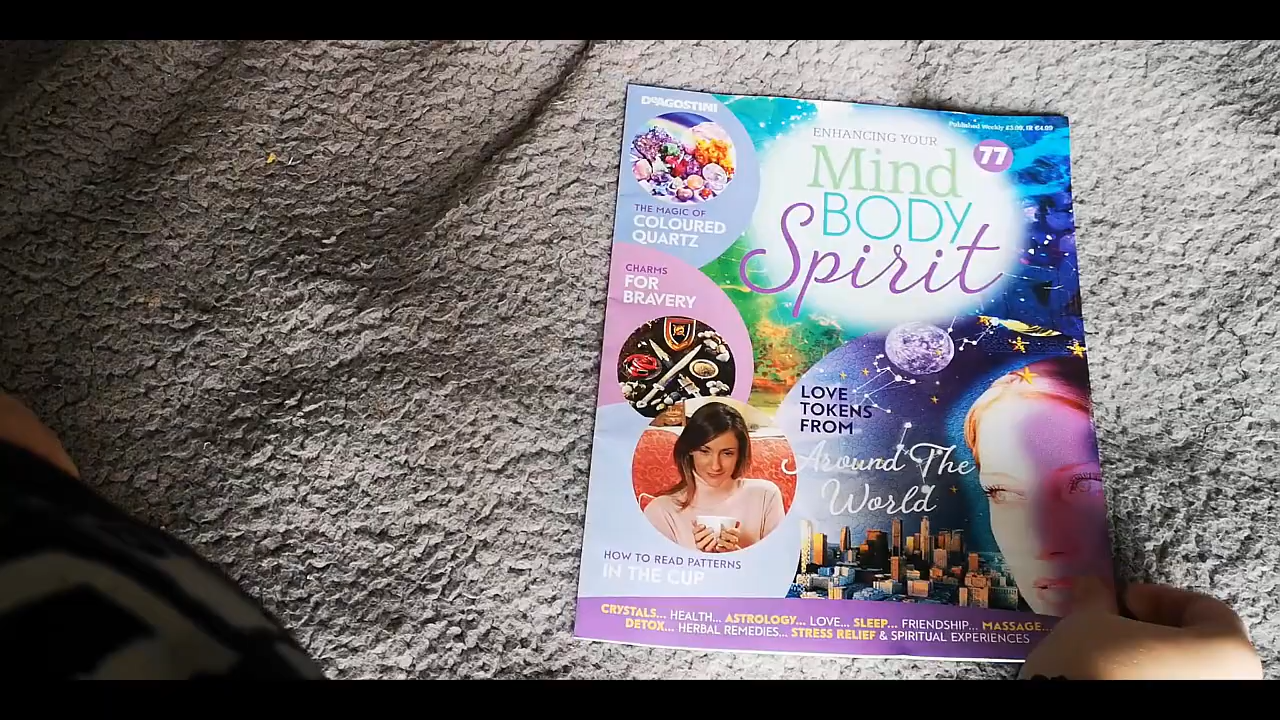 DeAGOSTINI
Published Weekly £3.99, IR €4.99
ENHANCING YOUR
77
Mind
BODY
Spirit
THE MAGIC OF
COLOURED
QUARTZ
CHARMS
FOR
BRAVERY
LOVE
TOKENS
FROM
Around The
World
HOW TO READ PATTERNS
IN THE CUP
CRYSTALS... HEALTH... ASTROLOGY... LOVE... SLEEP... FRIENDSHIP... MASSAGE...
DETOX... HERBAL REMEDIES... STRESS RELIEF & SPIRITUAL EXPERIENCES